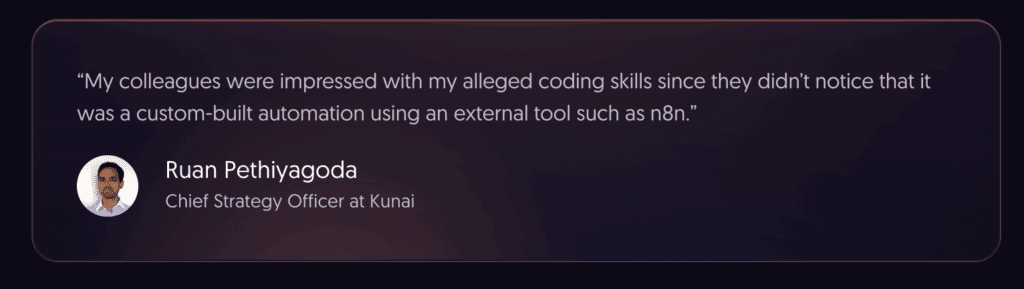 “My colleagues were impressed with my alleged coding skills since they didn’t notice that it
was a custom-built automation using an external tool such as n8n.”
Ruan Pethiyagoda
Chief Strategy Officer at Kunai